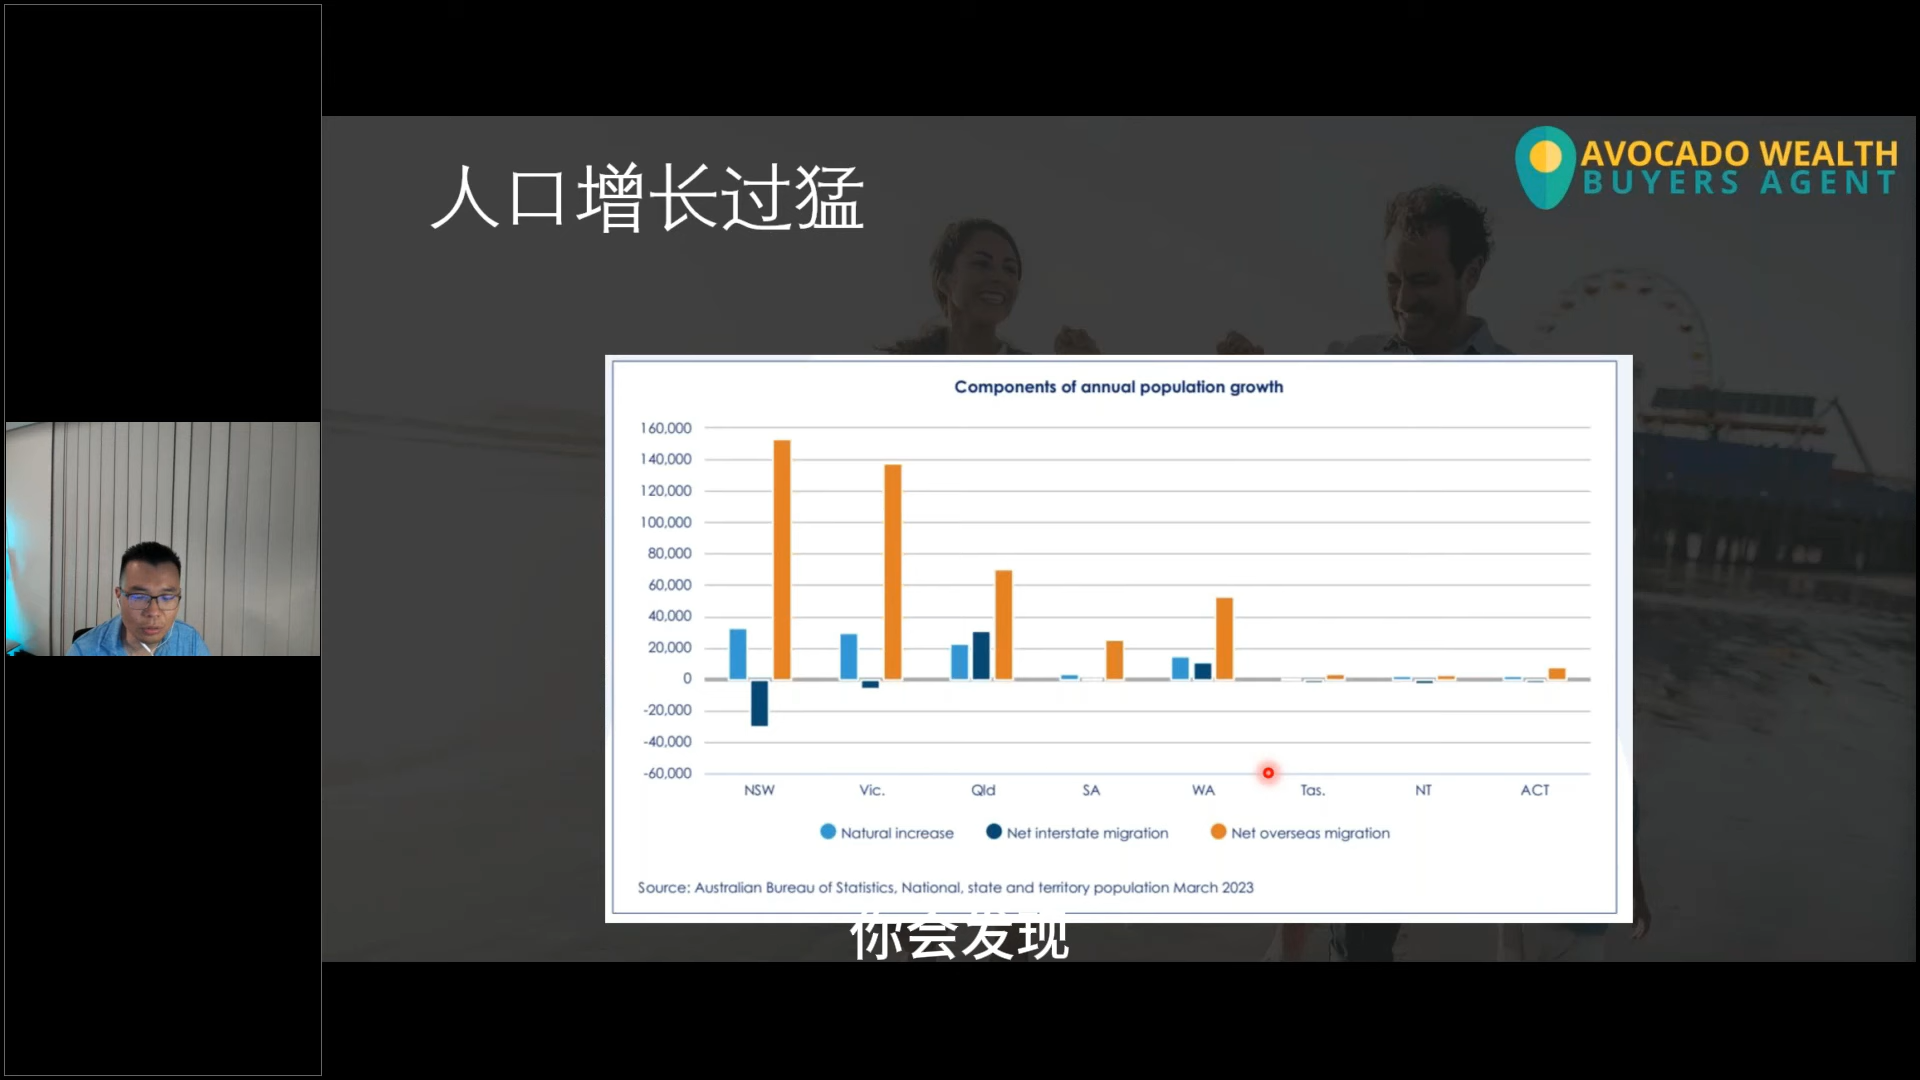 人口增长过猛
AVOCADO WEALTH
BUYERS AGENT
Components of annual population growth
160,000
140,000
120,000
100,000
80,000
60,000
40,000
20,000
0
-20,000
-40,000
-60,000
NSW Vic. Qld SA WA Tas. NT ACT
Natural increase Net interstate migration Net overseas migration
Source: Australian Bureau of Statistics, National, state and territory population March 2023
你会发现